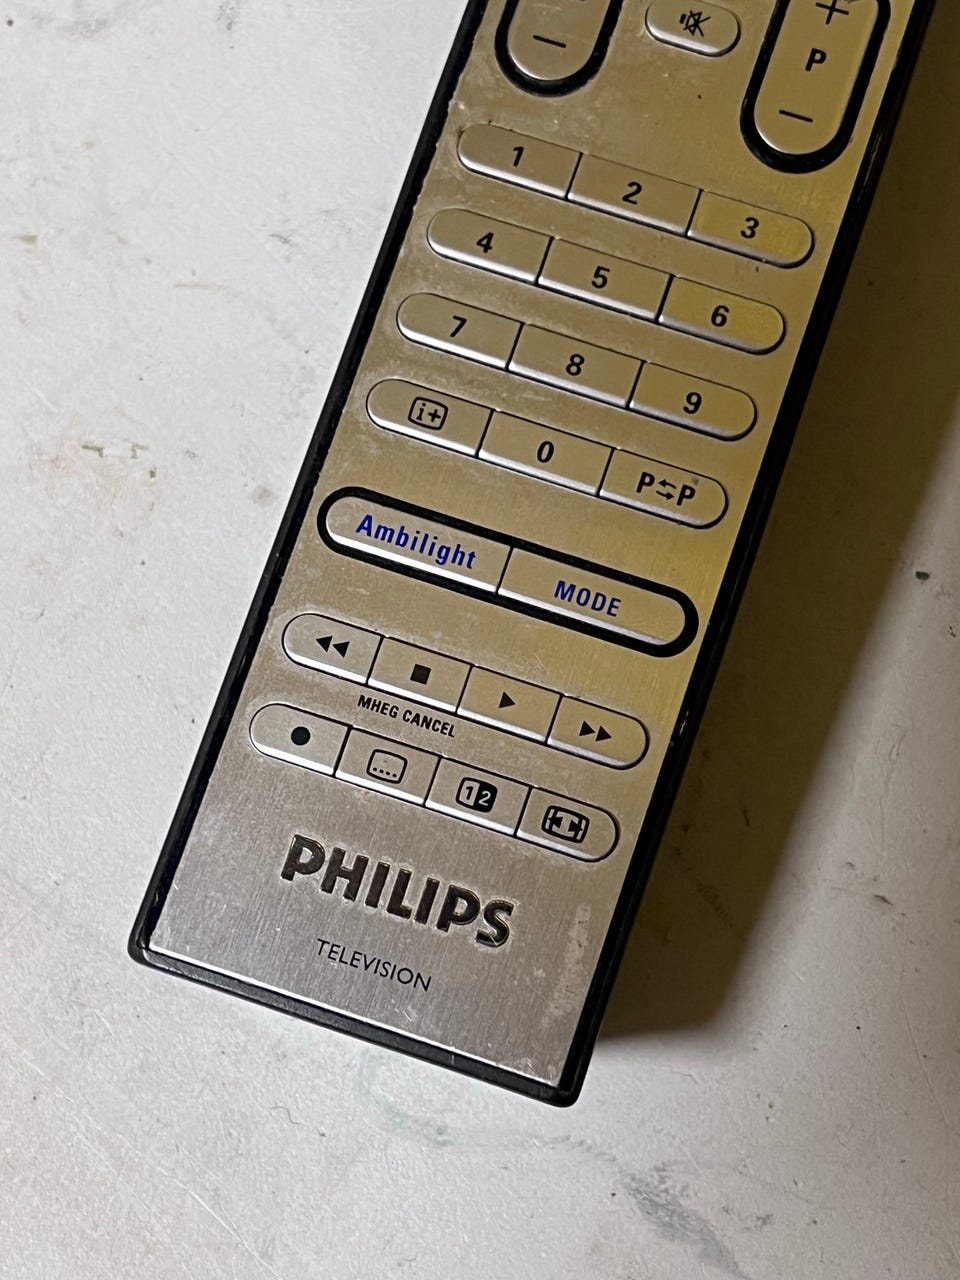 +
P
−
−
1 2 3
4 5 6
7 8 9
i+ 0 P⇆P
Ambilight MODE
MHEG CANCEL
1 2
PHILIPS
TELEVISION